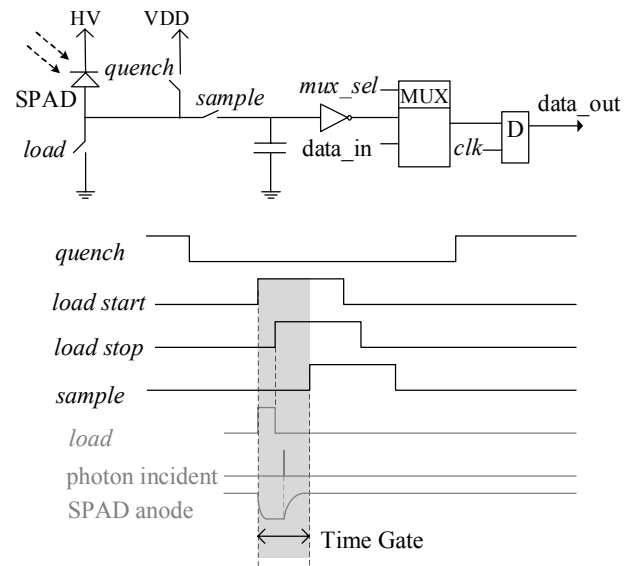 HV VDD
quench
SPAD
sample
mux_sel
MUX
data_out
load
D
data_in
clk
quench
load start
load stop
sample
load
photon incident
SPAD anode
Time Gate